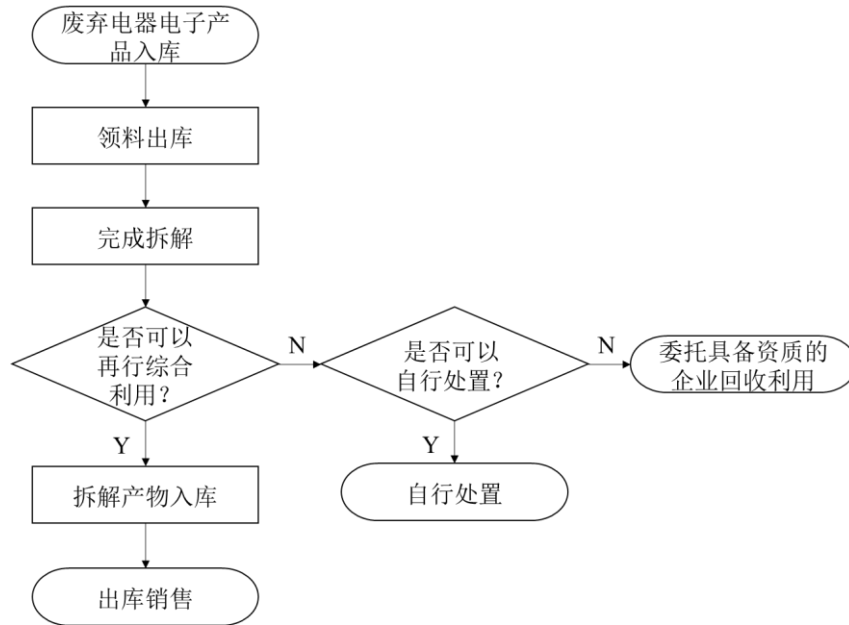 废弃电器电子产
品入库
领料出库
完成拆解
是否可以
再行综合
利用？
N
是否可以
自行处置？
N
委托具备资质的
企业回收利用
Y
Y
拆解产物入库
自行处置
出库销售